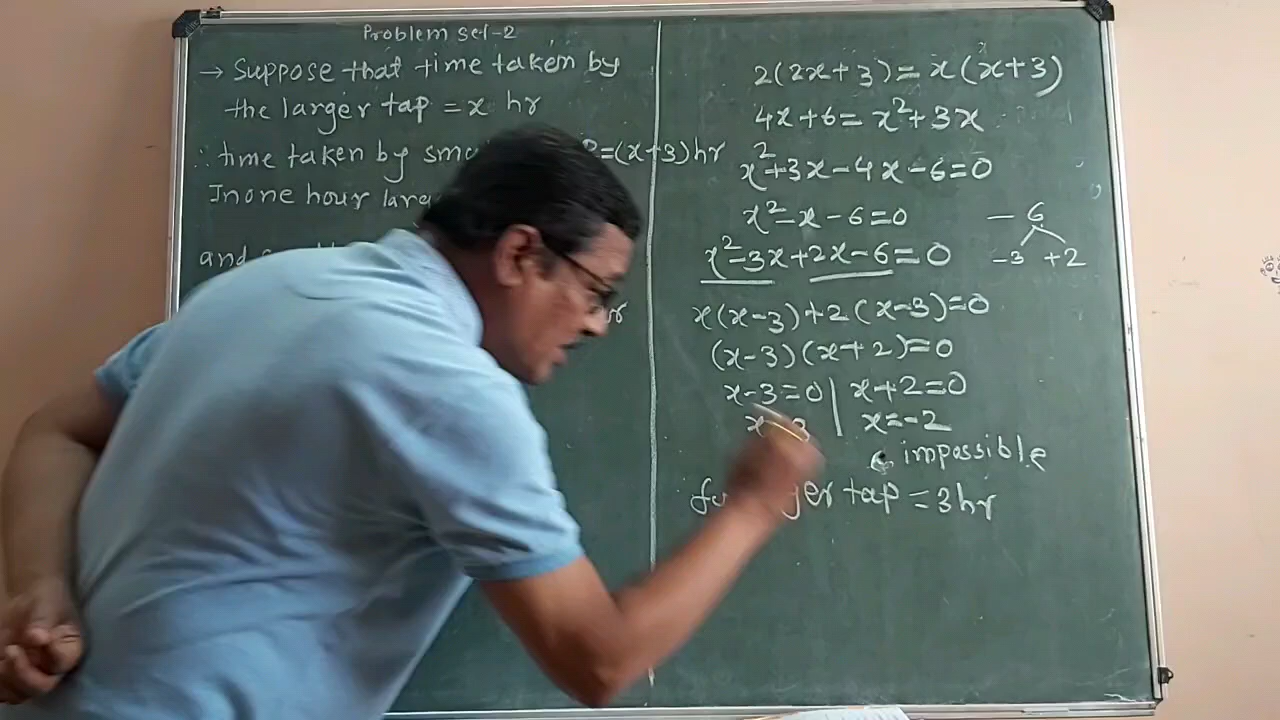 Problem Set-2
→ Suppose that time taken by
the larger tap = x hr
∴ time taken by =(x+3)hr
In one hour
and
2(2x+3)=x(x+3)
4x+6=x²+3x
x²+3x-4x-6=0
x²-x-6=0
-6
x²-3x+2x-6=0
-3 +2
x(x-3)+2(x-3)=0
(x-3)(x+2)=0
x-3=0 | x+2=0
x=3 | x=-2
impossible
tap = 3hr